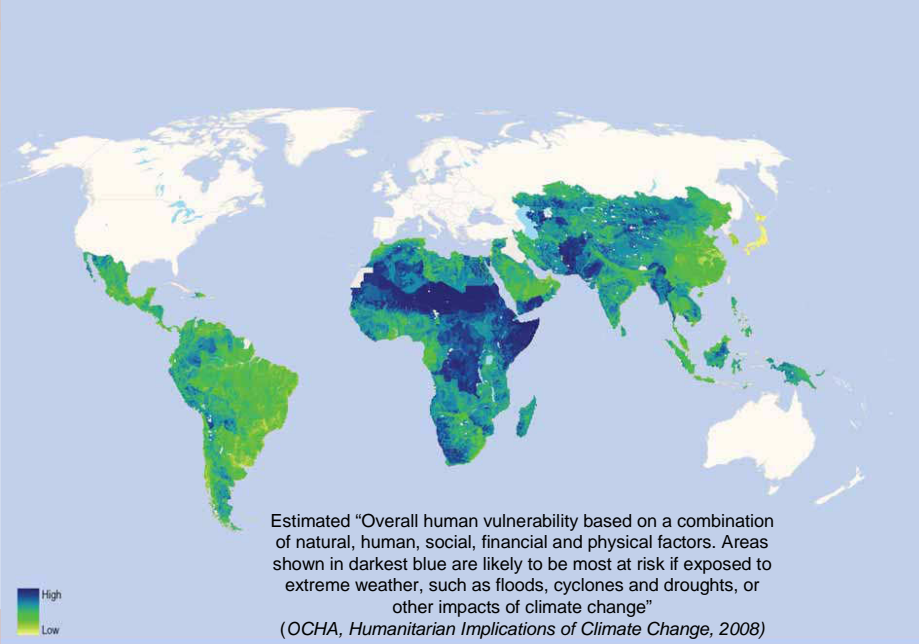 Estimated “Overall human vulnerability based on a combination
of natural, human, social, financial and physical factors. Areas
shown in darkest blue are likely to be most at risk if exposed to
extreme weather, such as floods, cyclones and droughts, or
other impacts of climate change”
(OCHA, Humanitarian Implications of Climate Change, 2008)
High
Low